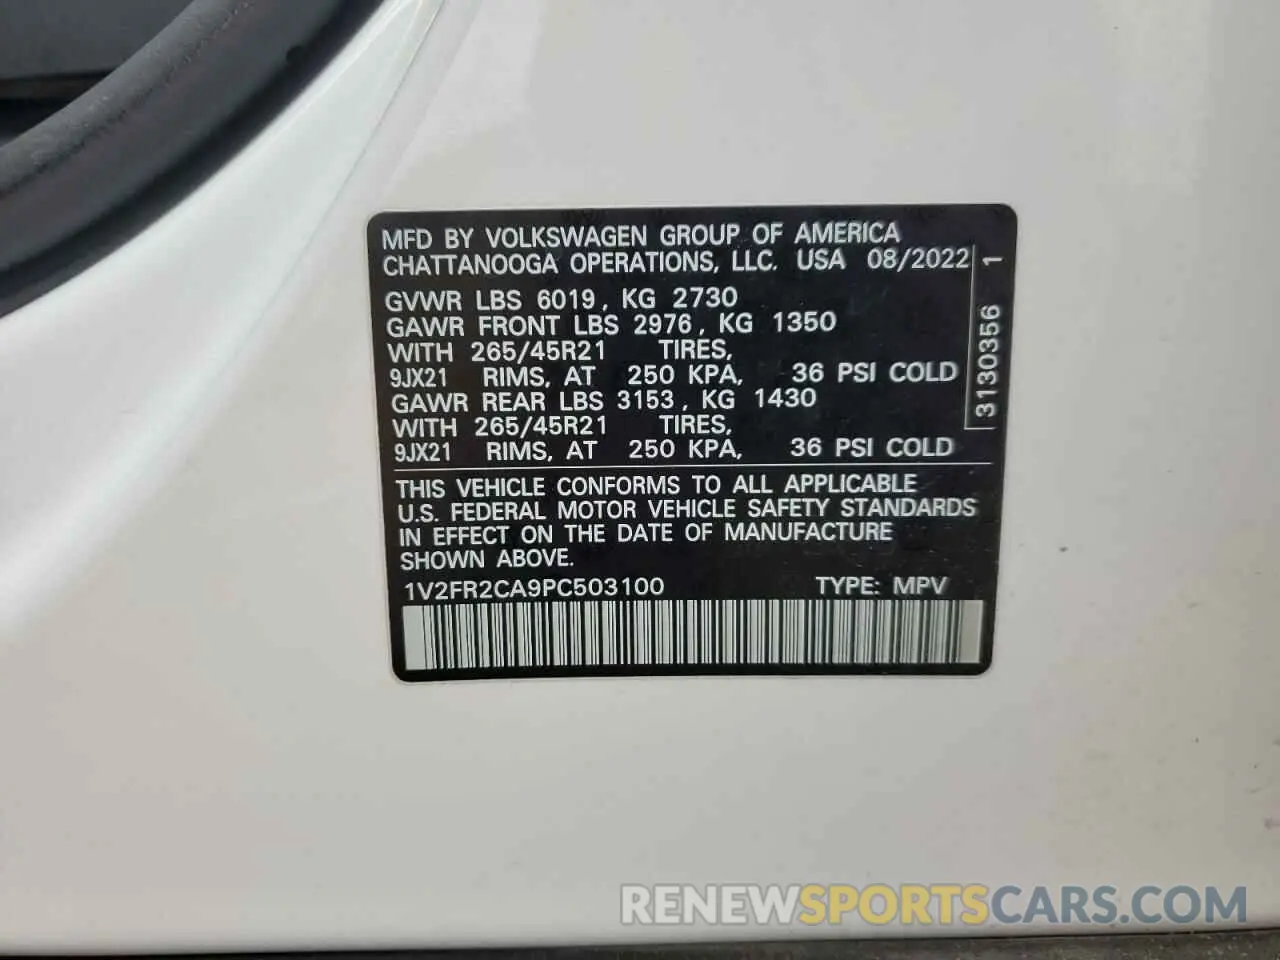 MFD BY VOLKSWAGEN GROUP OF AMERICA
CHATTANOOGA OPERATIONS, LLC. USA 08/2022
GVWR LBS 6019, KG 2730
GAWR FRONT LBS 2976, KG 1350
WITH 265/45R21 TIRES,
9JX21 RIMS, AT 250 KPA, 36 PSI COLD
GAWR REAR LBS 3153, KG 1430
WITH 265/45R21 TIRES,
9JX21 RIMS, AT 250 KPA, 36 PSI COLD
3130356 1
THIS VEHICLE CONFORMS TO ALL APPLICABLE
U.S. FEDERAL MOTOR VEHICLE SAFETY STANDARDS
IN EFFECT ON THE DATE OF MANUFACTURE
SHOWN ABOVE.
1V2FR2CA9PC503100 TYPE: MPV
RENEWSPORTSCARS.COM